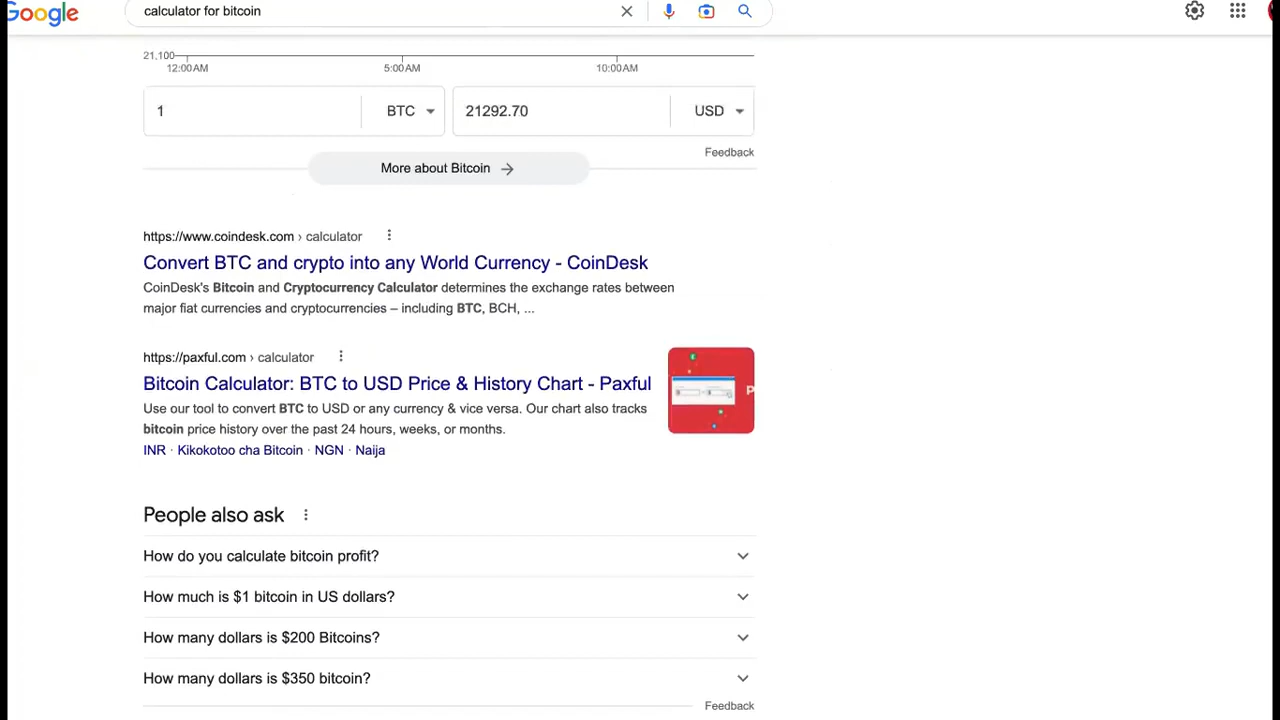 Google
calculator for bitcoin
21,100
12:00 AM 5:00 AM 10:00 AM
1 BTC 21292.70 USD
Feedback
More about Bitcoin
https://www.coindesk.com › calculator
Convert BTC and crypto into any World Currency - CoinDesk
CoinDesk's Bitcoin and Cryptocurrency Calculator determines the exchange rates between
major fiat currencies and cryptocurrencies – including BTC, BCH, ...
https://paxful.com › calculator
Bitcoin Calculator: BTC to USD Price & History Chart - Paxful
Use our tool to convert BTC to USD or any currency & vice versa. Our chart also tracks
bitcoin price history over the past 24 hours, weeks, or months.
INR · Kikokotoo cha Bitcoin · NGN · Naija
People also ask
How do you calculate bitcoin profit?
How much is $1 bitcoin in US dollars?
How many dollars is $200 Bitcoins?
How many dollars is $350 bitcoin?
Feedback